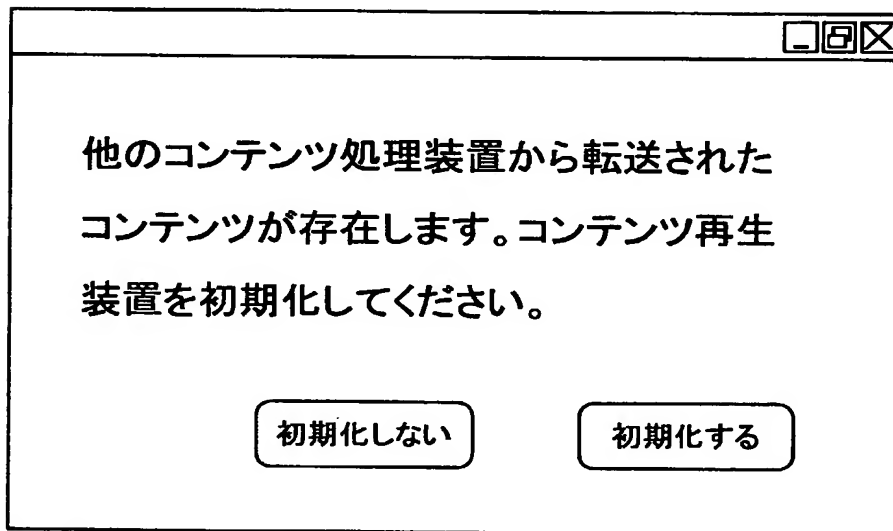 他のコンテンツ処理装置から転送された
コンテンツが存在します。コンテンツ再生
装置を初期化してください。
初期化しない 初期化する